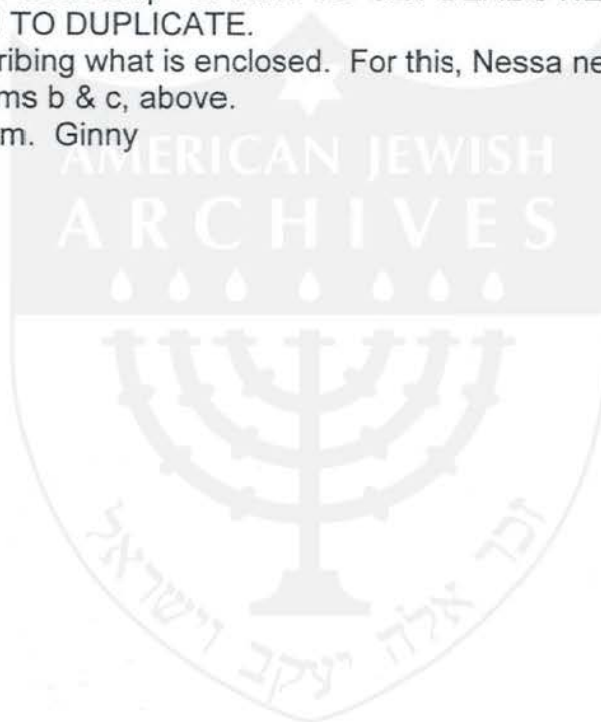 TO DUPLICATE.
ribing what is enclosed. For this, Nessa ne
ms b & c, above.
m. Ginny
AMERICAN JEWISH
ARCHIVES
זכר אלה יעקב וישראל